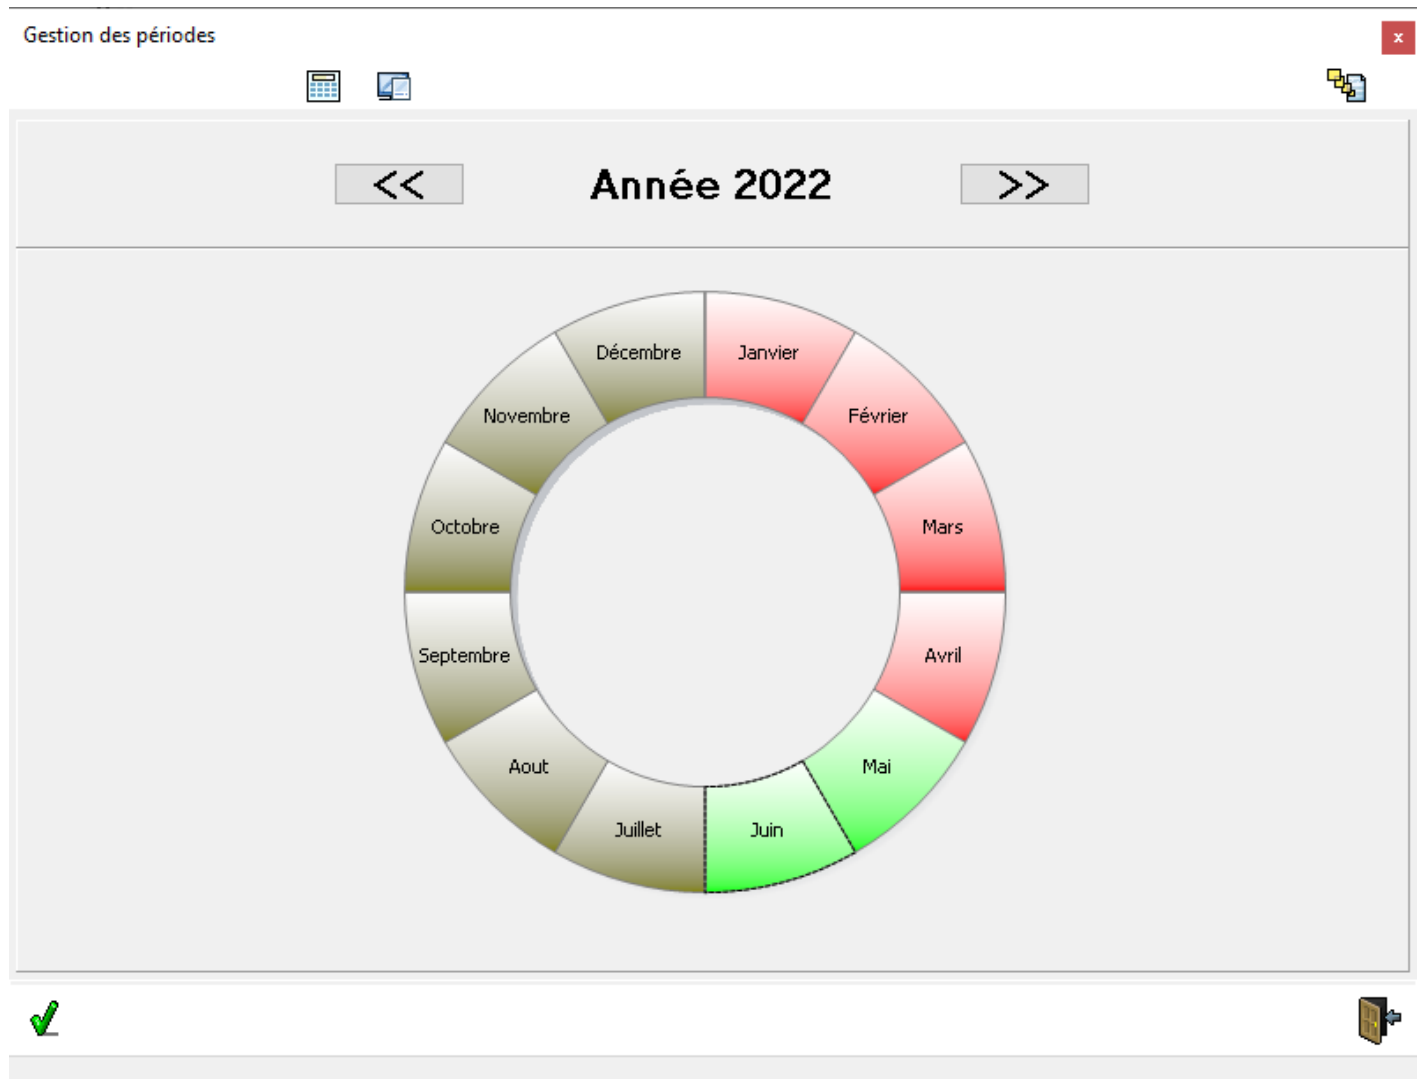 Gestion des périodes
x
<< Année 2022 >>
Décembre Janvier
Novembre Février
Octobre Mars
Septembre Avril
Aout Mai
Juillet Juin